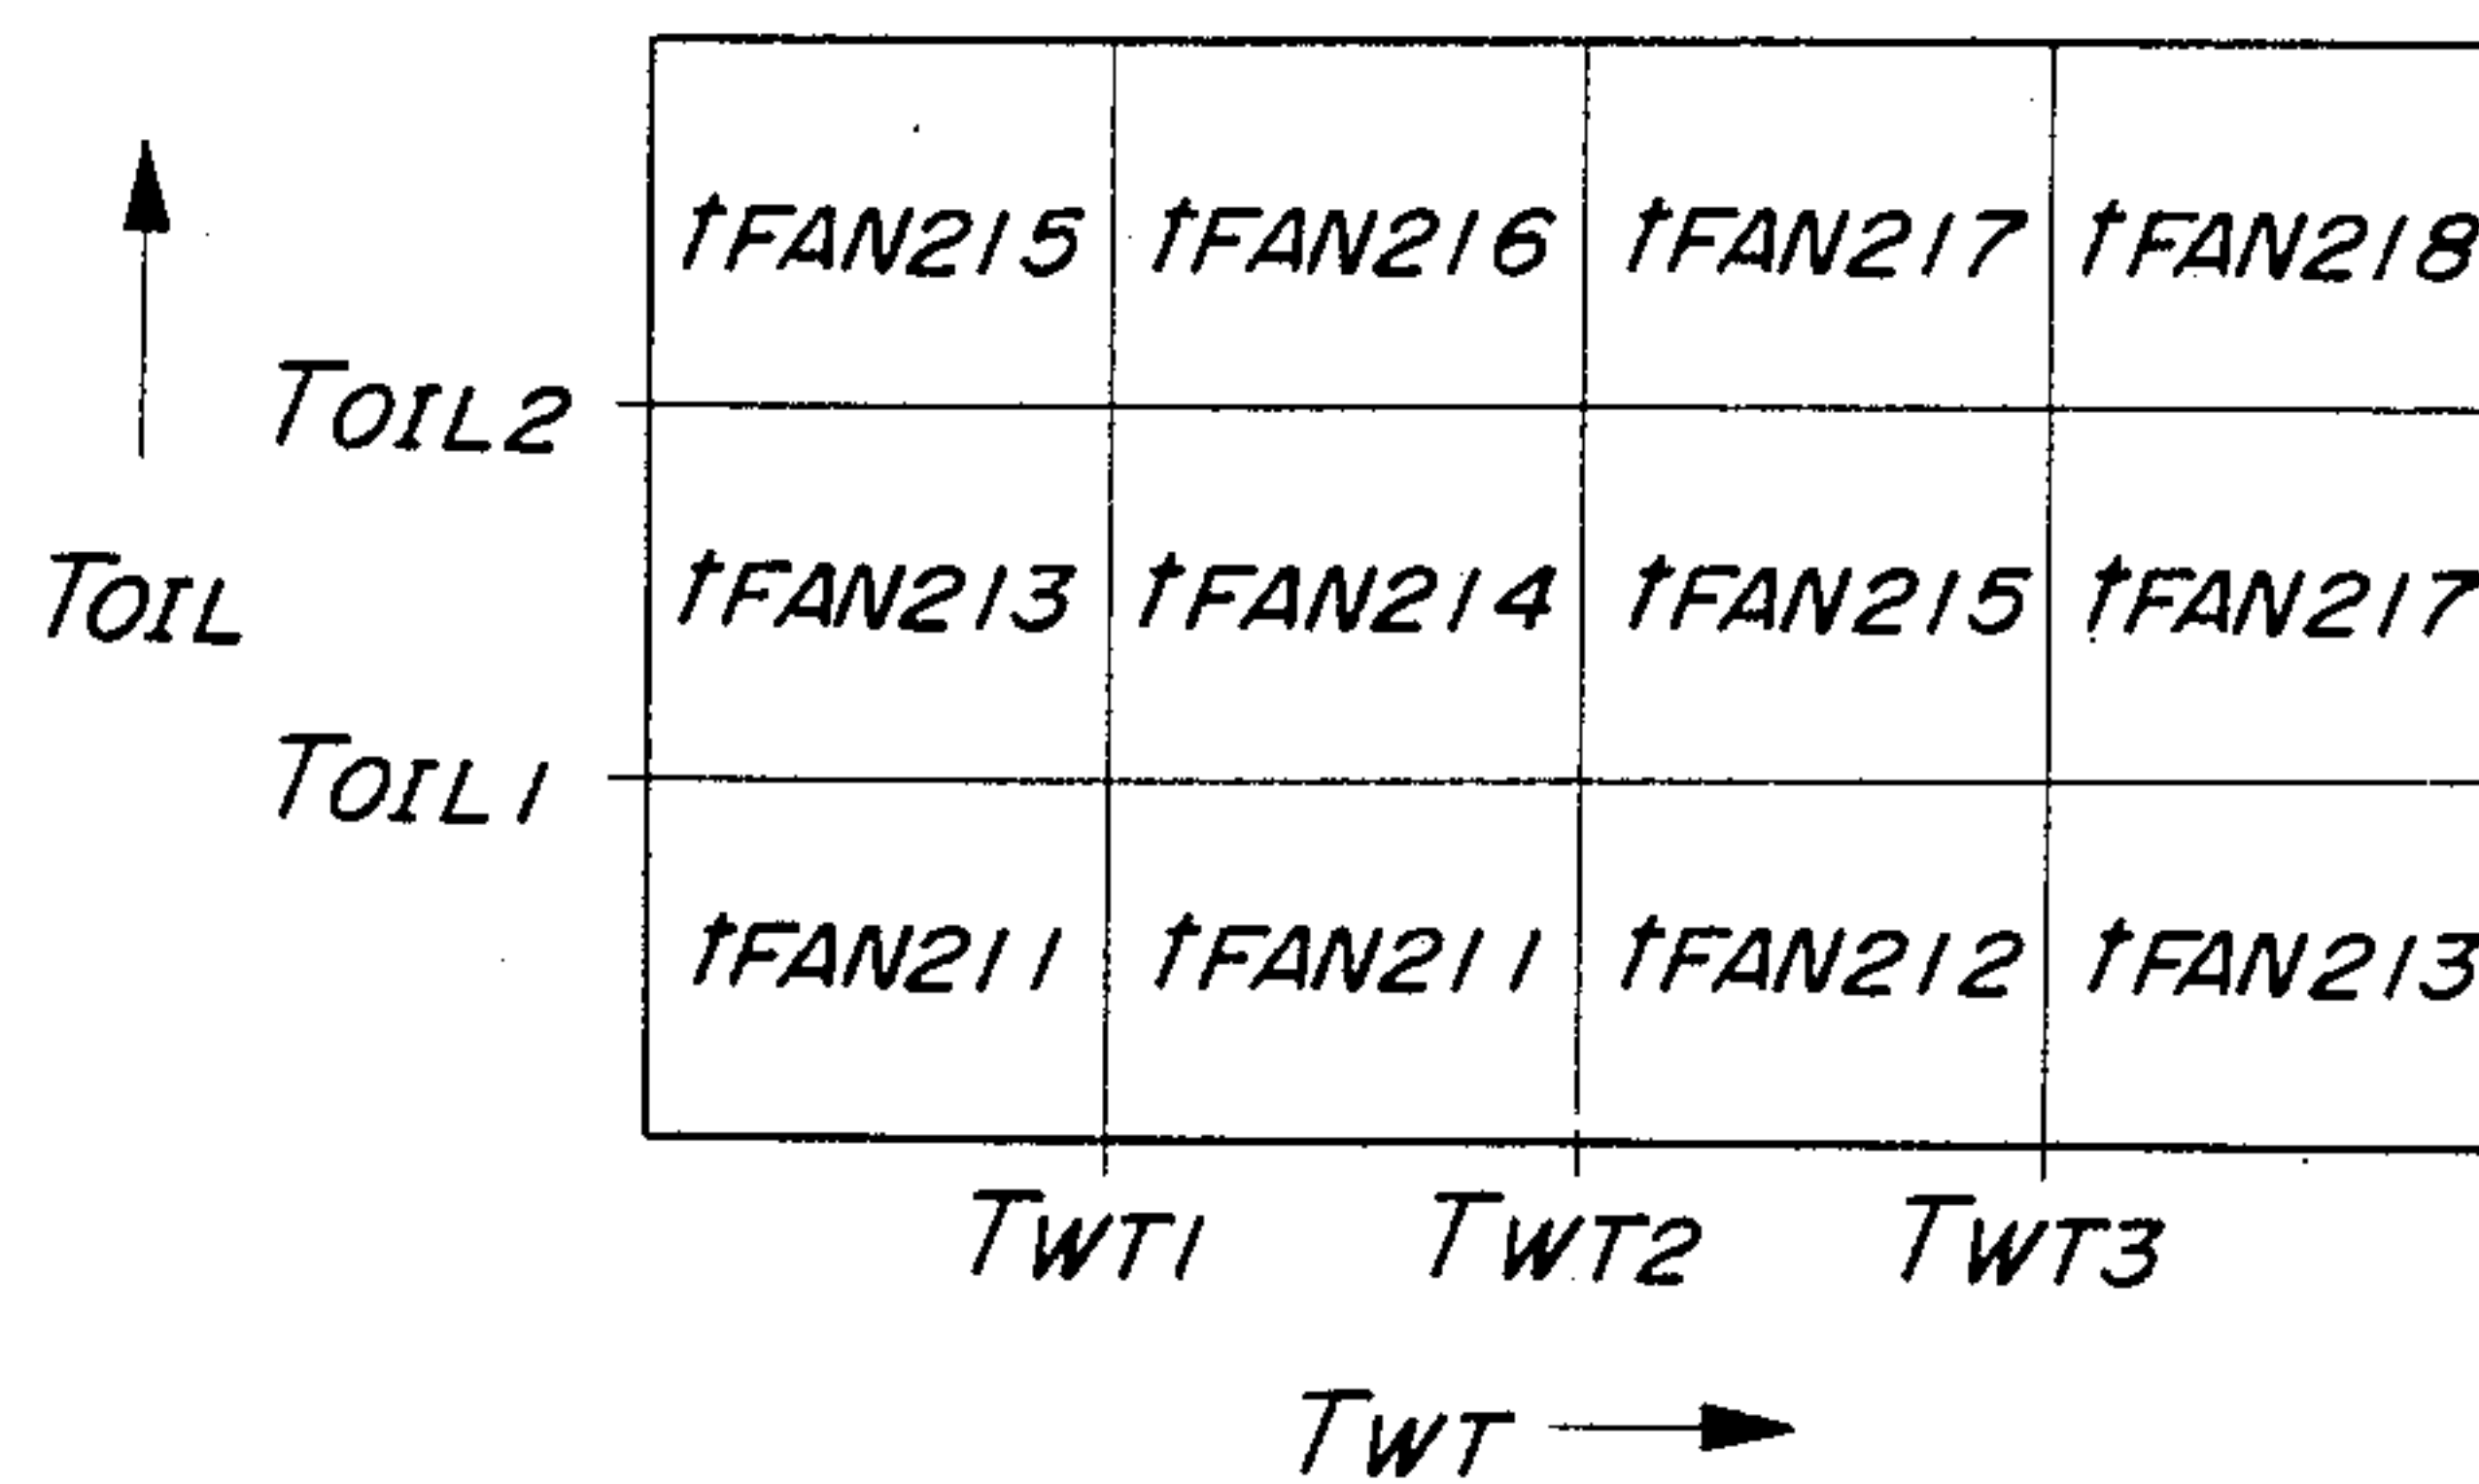 tFAN215 tFAN216 tFAN217 tFAN218
TOIL2
tFAN213 tFAN214 tFAN215 tFAN217
TOIL
TOIL1
tFAN211 tFAN211 tFAN212 tFAN213
TWT1 TWT2 TWT3
TWT